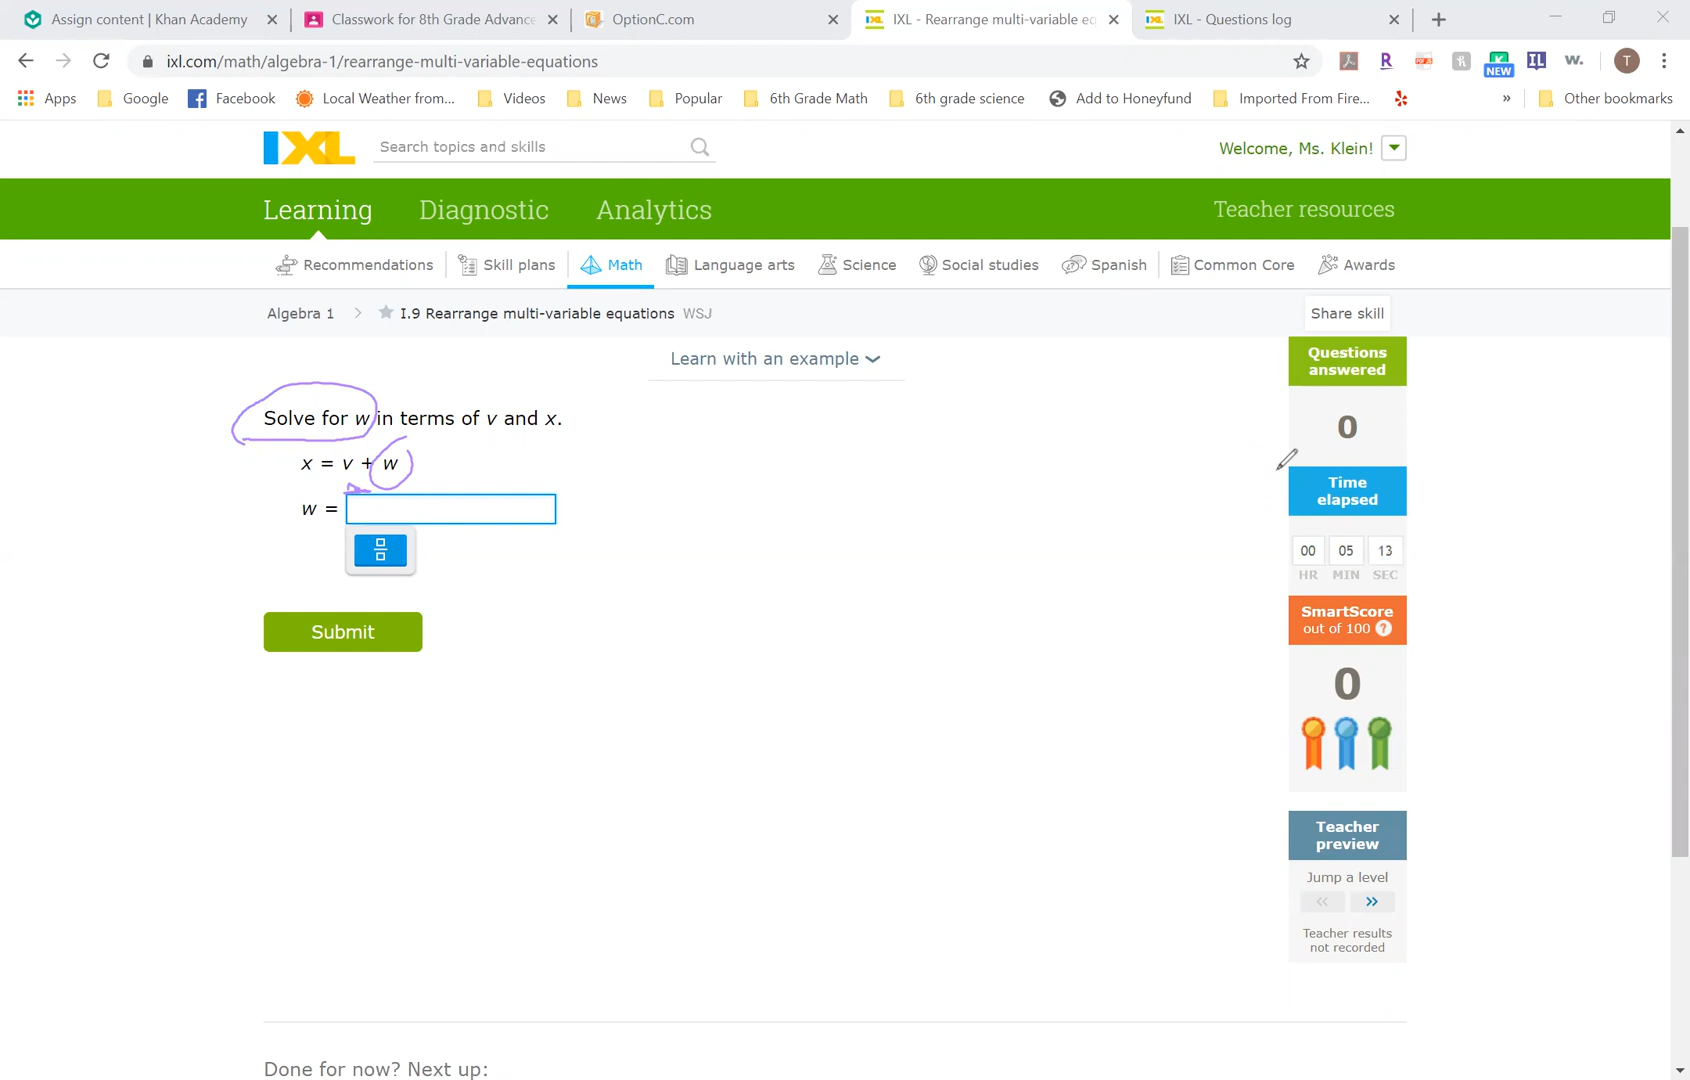 Assign content | Khan Academy
Classwork for 8th Grade Advance
OptionC.com
IXL - Rearrange multi-variable eq
IXL - Questions log
ixl.com/math/algebra-1/rearrange-multi-variable-equations
R
NEW
IL
w.
T
Apps
Google
Facebook
Local Weather from...
Videos
News
Popular
6th Grade Math
6th grade science
Add to Honeyfund
Imported From Fire...
»
Other bookmarks
IXL
Search topics and skills
Welcome, Ms. Klein!
Learning
Diagnostic
Analytics
Teacher resources
Recommendations
Skill plans
Math
Language arts
Science
Social studies
Spanish
Common Core
Awards
Algebra 1 > I.9 Rearrange multi-variable equations WSJ
Share skill
Learn with an example
Solve for w in terms of v and x.
x = v + w
w =
Submit
Questions
answered
0
Time
elapsed
00 05 13
HR MIN SEC
SmartScore
out of 100 ?
0
Teacher
preview
Jump a level
Teacher results
not recorded
Done for now? Next up: